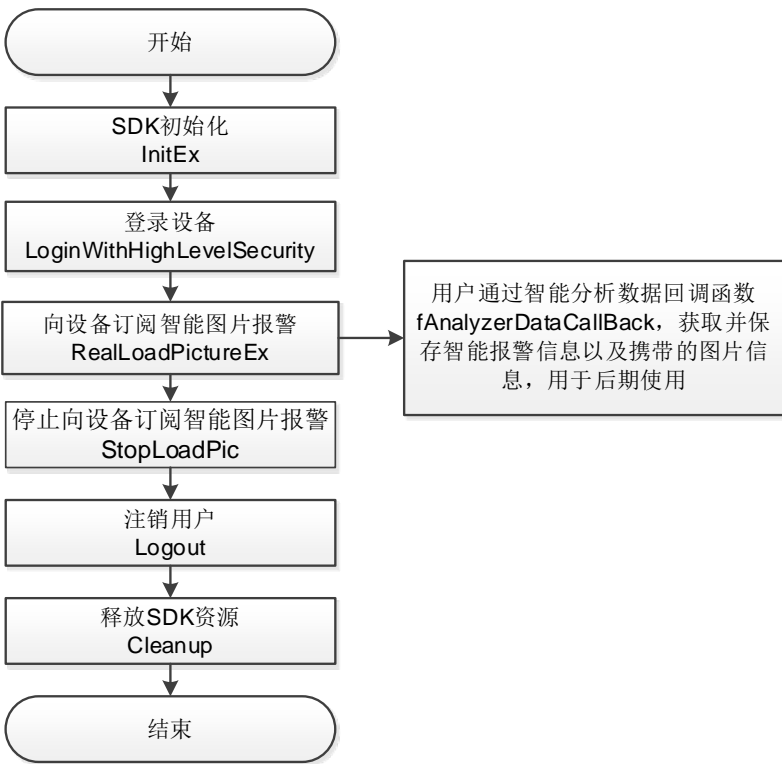 开始
SDK初始化
InitEx
登录设备
LoginWithHighLevelSecurity
向设备订阅智能图片报警
RealLoadPictureEx
用户通过智能分析数据回调函数
fAnalyzerDataCallBack，获取并保
存智能报警信息以及携带的图片信
息，用于后期使用
停止向设备订阅智能图片报警
StopLoadPic
注销用户
Logout
释放SDK资源
Cleanup
结束